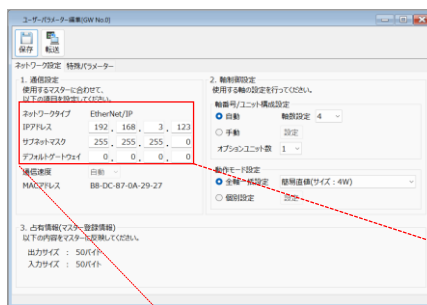 ユーザパラメーター編集(GW No.0)
保存 転送
ネットワーク設定 特殊パラメーター
1. 通信設定
使用するマスターに合わせて、
以下の項目を設定してください。
ネットワークタイプ EtherNet/IP
IPアドレス 192, 168, 3, 123
サブネットマスク 255, 255, 255, 0
デフォルトゲートウェイ 0, 0, 0, 0
通信速度 自動
MACアドレス B8-DC-87-0A-29-27
2. 軸制御設定
使用する軸の設定を行ってください。
軸番号/ユニット構成設定
自動 軸数設定 4
手動 設定
オプションユニット数 1
動作モード設定
全軸一括設定 簡易直値(サイズ：4W)
個別設定 設定
3. 占有情報(マスター登録情報)
以下の内容をマスターに反映してください。
出力サイズ ： 50バイト
入力サイズ ： 50バイト